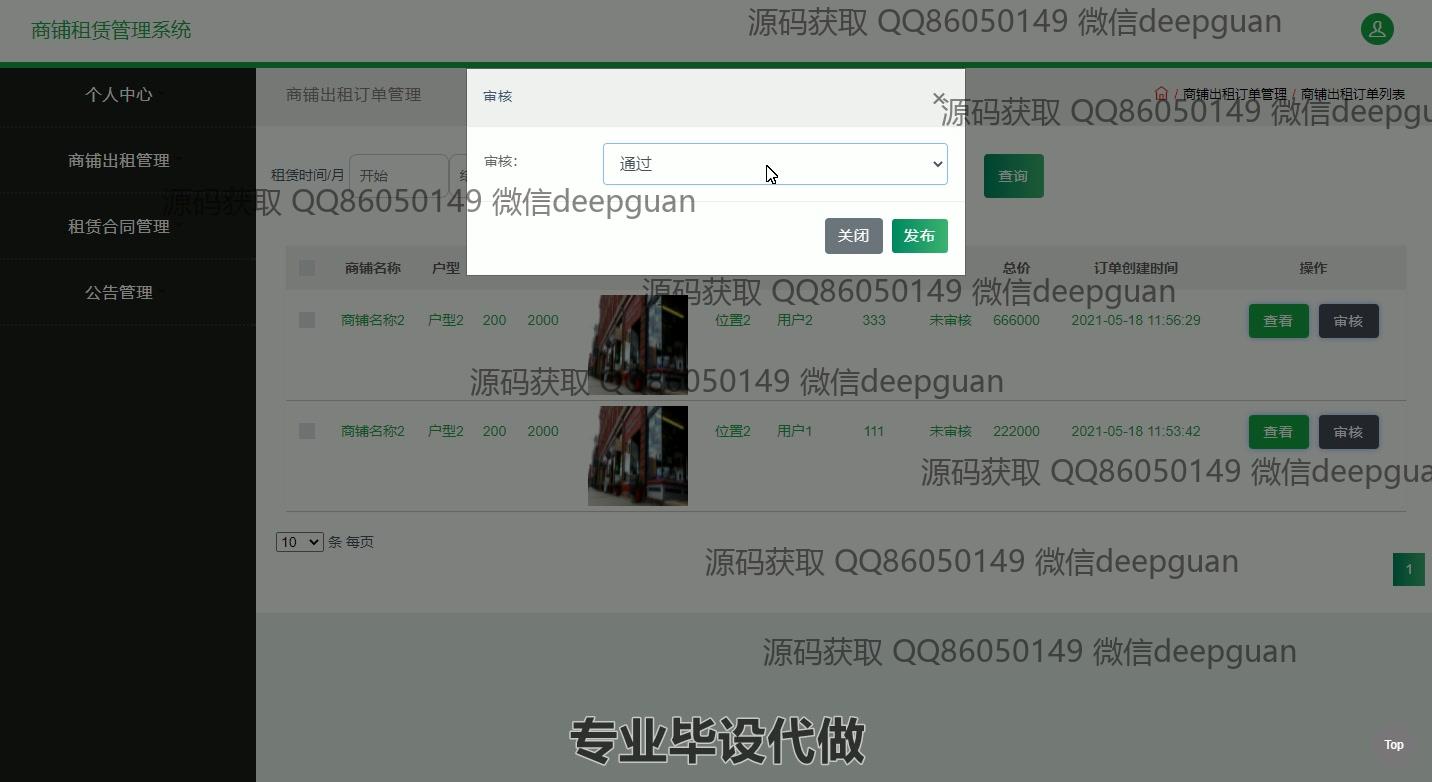 商铺租赁管理系统
源码获取 QQ86050149 微信deepguan
个人中心
商铺出租管理
租赁合同管理
公告管理
商铺出租订单管理
/ 商铺出租订单管理 / 商铺出租订单列表
源码获取 QQ86050149 微信deepgu
审核
×
审核：
通过
关闭
发布
租赁时间/月
开始
查询
源码获取 QQ86050149 微信deepguan
商铺名称 户型 总价 订单创建时间 操作
源码获取 QQ86050149 微信deepguan
商铺名称2 户型2 200 2000 位置2 用户2 333 未审核 666000 2021-05-18 11:56:29 查看 审核
源码获取 QQ86050149 微信deepguan
商铺名称2 户型2 200 2000 位置2 用户1 111 未审核 222000 2021-05-18 11:53:42 查看 审核
源码获取 QQ86050149 微信deepgua
10 条 每页
源码获取 QQ86050149 微信deepguan
1
源码获取 QQ86050149 微信deepguan
专业毕设代做
Top